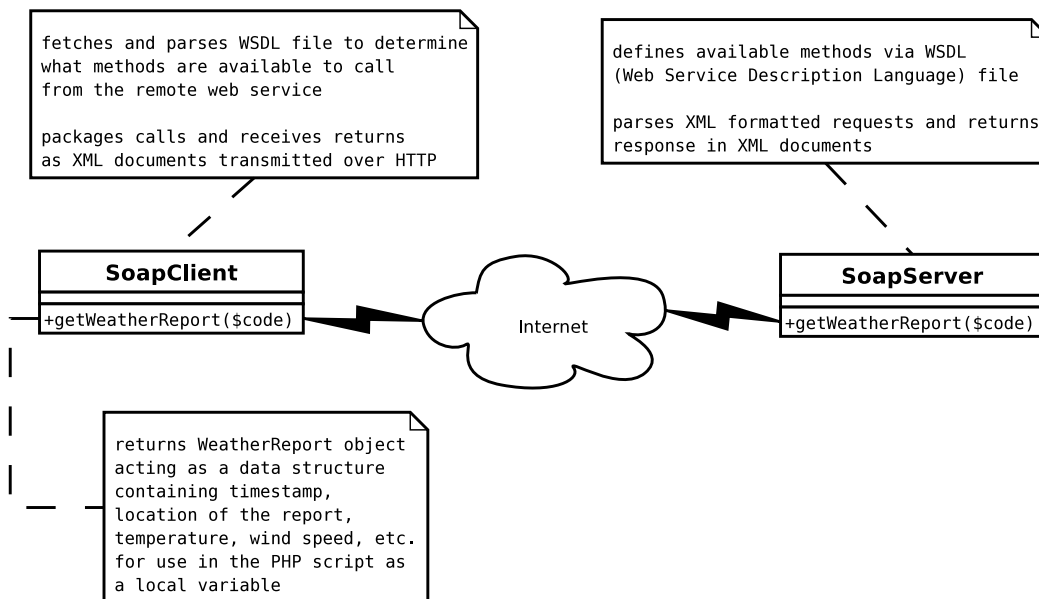 fetches and parses WSDL file to determine
what methods are available to call
from the remote web service
packages calls and receives returns
as XML documents transmitted over HTTP
defines available methods via WSDL
(Web Service Description Language) file
parses XML formatted requests and returns
response in XML documents
SoapClient
+getWeatherReport($code)
Internet
SoapServer
+getWeatherReport($code)
returns WeatherReport object
acting as a data structure
containing timestamp,
location of the report,
temperature, wind speed, etc.
for use in the PHP script as
a local variable